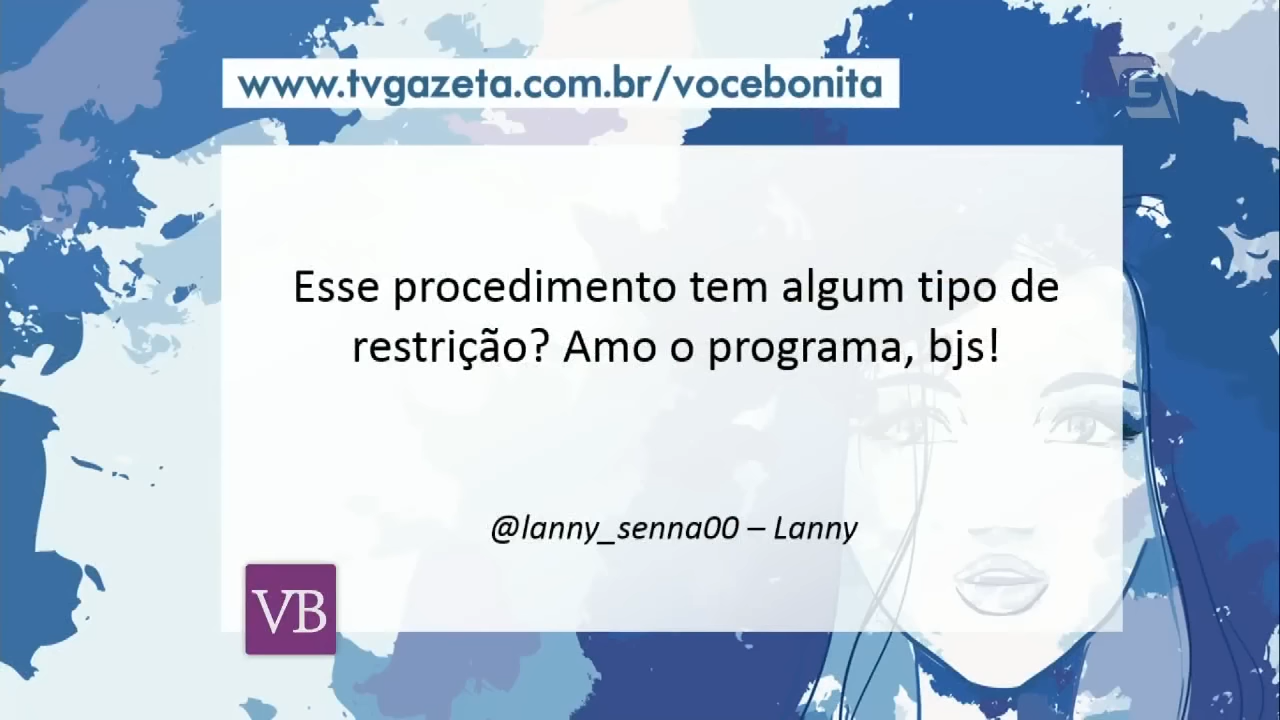 www.tvgazeta.com.br/vocebonita
Esse procedimento tem algum tipo de
restrição? Amo o programa, bjs!
@lanny_senna00 – Lanny
VB